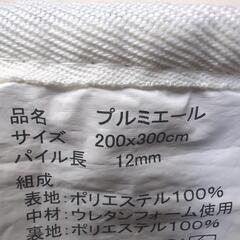 品名 プルミエール
サイズ 200x300cm
パイル長 12mm
組成
表地:ポリエステル100%
中材:ウレタンフォーム使用
裏地:ポリエステル100%